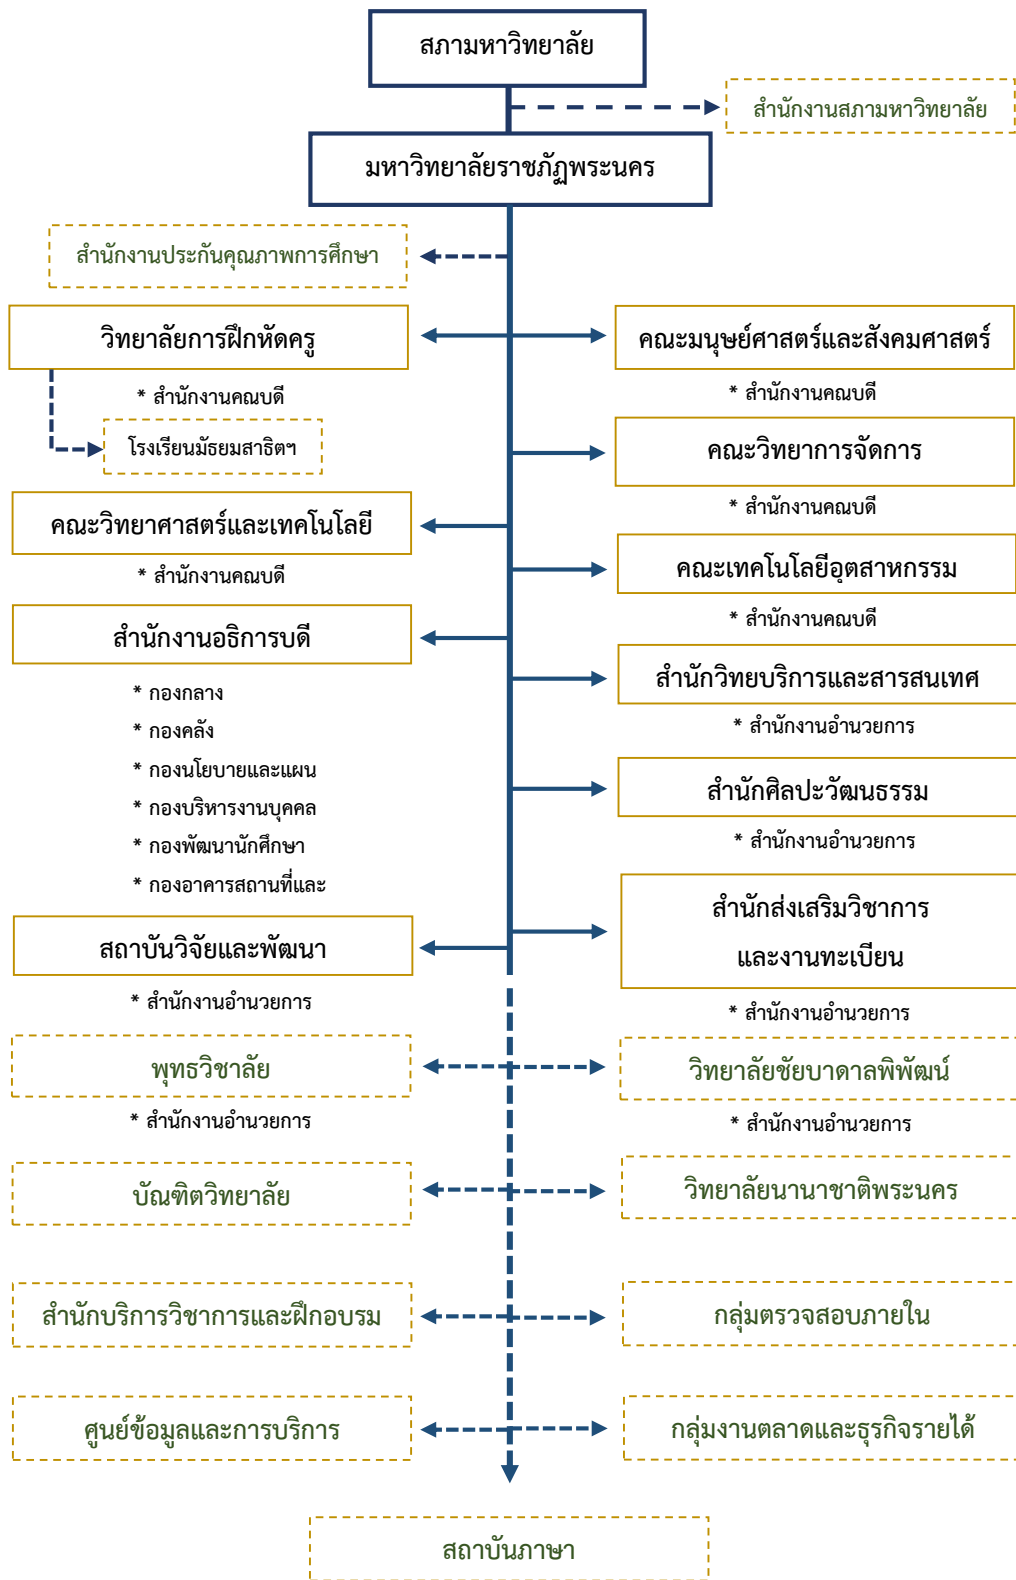 สภามหาวิทยาลัย
สำนักงานสภามหาวิทยาลัย
มหาวิทยาลัยราชภัฏพระนคร
สำนักงานประกันคุณภาพการศึกษา
วิทยาลัยการฝึกหัดครู
คณะมนุษย์ศาสตร์และสังคมศาสตร์
* สำนักงานคณบดี
* สำนักงานคณบดี
โรงเรียนมัธยมสาธิตฯ
คณะวิทยาการจัดการ
* สำนักงานคณบดี
คณะวิทยาศาสตร์และเทคโนโลยี
คณะเทคโนโลยีอุตสาหกรรม
* สำนักงานคณบดี
* สำนักงานคณบดี
สำนักงานอธิการบดี
สำนักวิทยบริการและสารสนเทศ
* กองกลาง
* สำนักงานอำนวยการ
* กองคลัง
* กองนโยบายและแผน
สำนักศิลปะวัฒนธรรม
* กองบริหารงานบุคคล
* กองพัฒนานักศึกษา
* สำนักงานอำนวยการ
* กองอาคารสถานที่และ
สำนักส่งเสริมวิชาการ
และงานทะเบียน
สถาบันวิจัยและพัฒนา
* สำนักงานอำนวยการ
* สำนักงานอำนวยการ
พุทธวิชาลัย
วิทยาลัยชัยบาดาลพิพัฒน์
* สำนักงานอำนวยการ
* สำนักงานอำนวยการ
บัณฑิตวิทยาลัย
วิทยาลัยนานาชาติพระนคร
สำนักบริการวิชาการและฝึกอบรม
กลุ่มตรวจสอบภายใน
ศูนย์ข้อมูลและการบริการ
กลุ่มงานตลาดและธุรกิจรายได้
สถาบันภาษา